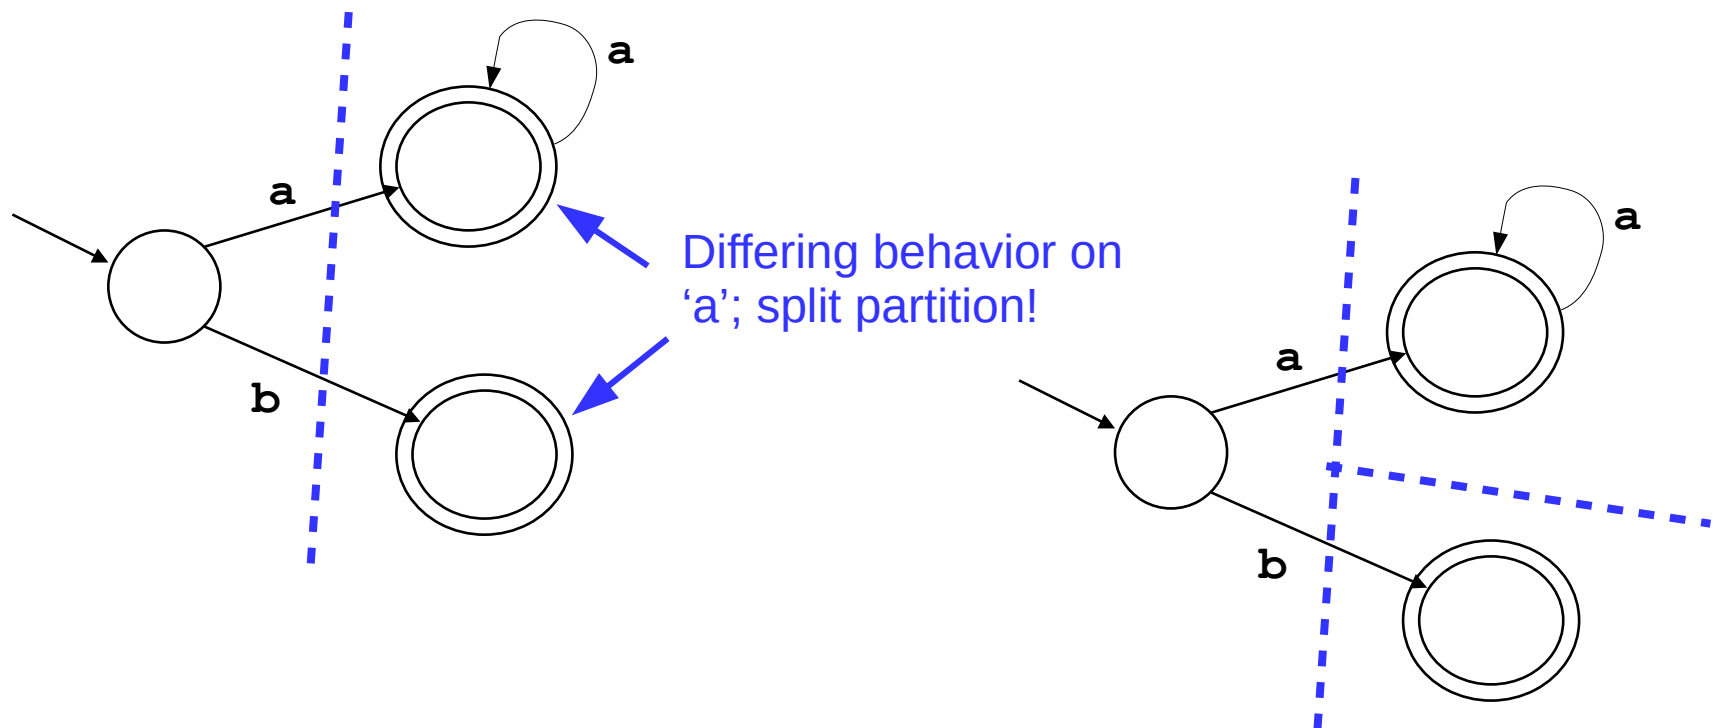 a
a
b
Differing behavior on
‘a’; split partition!
a
a
b